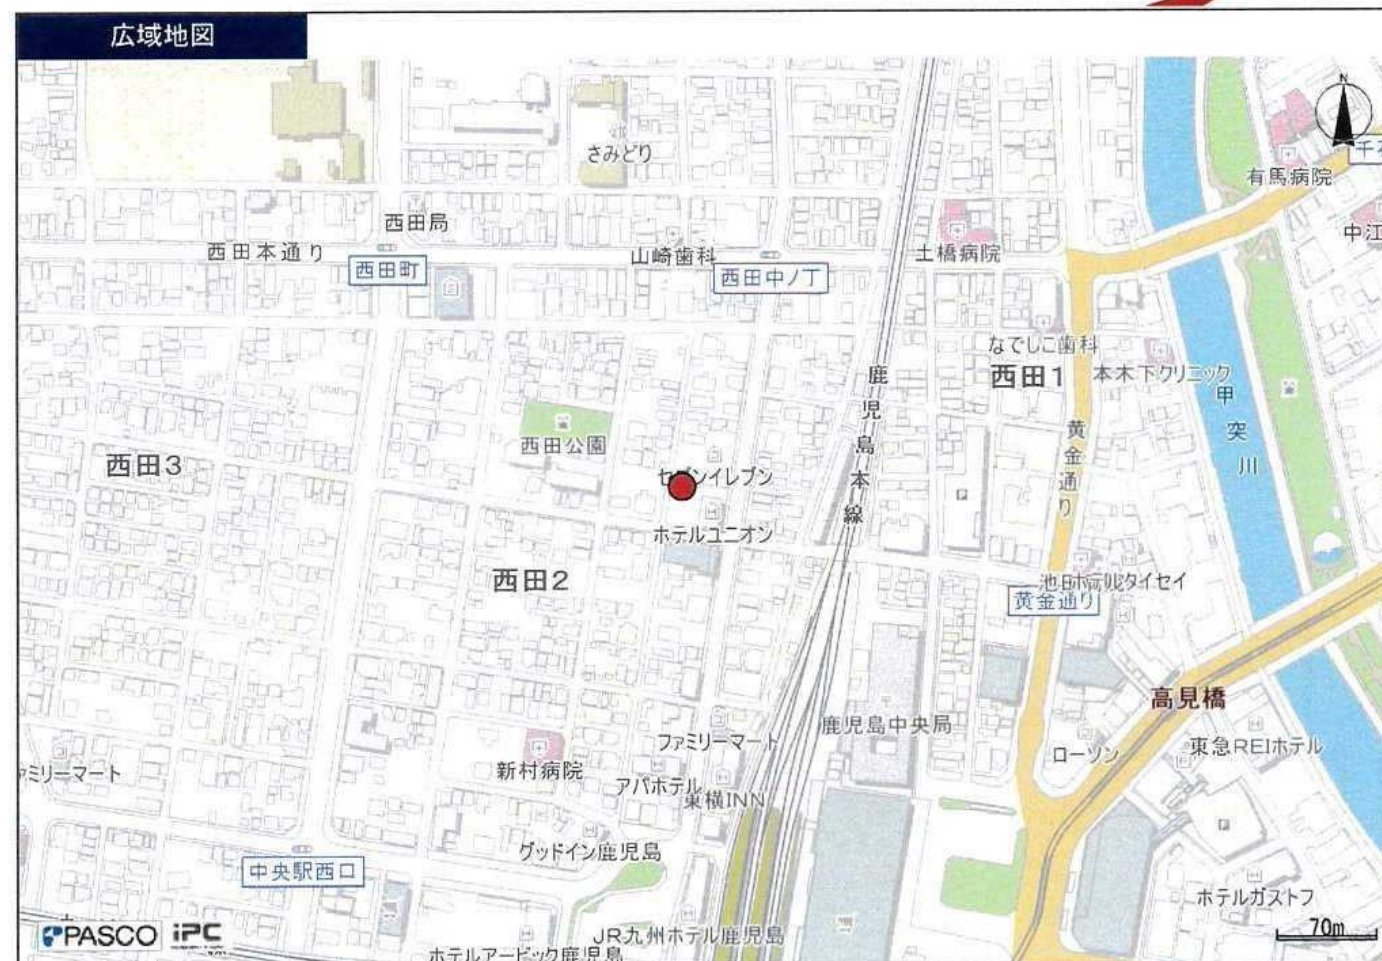 広域地図
N
さみどり
有馬病院
西田局
西田本通り
西田町
山崎歯科
西田中ノ丁
土橋病院
中江
なでしこ歯科
西田1
本木下クリニック
鹿児島本線
甲突川
黄金通り
西田公園
西田3
セブンイレブン
P
ホテルユニオン
西田2
ホテルタイセイ
黄金通り
高見橋
鹿児島中央局
ファミリーマート
ローソン
東急REIホテル
ァミリーマート
新村病院
アパホテル
東横INN
P
グッドイン鹿児島
中央駅西口
ホテルガストフ
PASCO
iPC
JR九州ホテル鹿児島
70m
ホテルアービック鹿児島